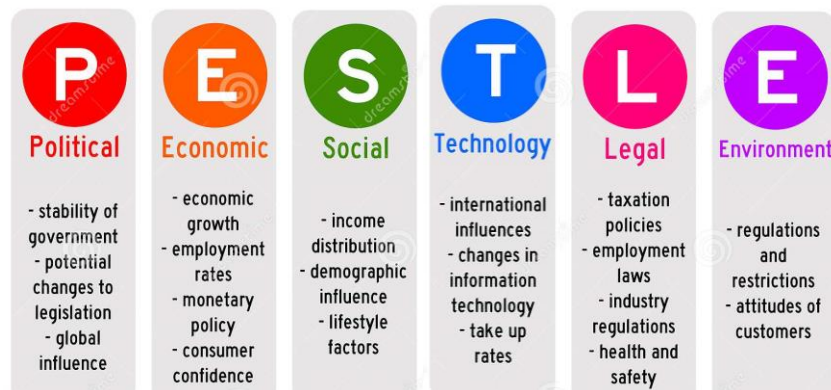 P
Political
- stability of
government
- potential
changes to
legislation
- global
influence
E
Economic
- economic
growth
- employment
rates
- monetary
policy
- consumer
confidence
S
Social
- income
distribution
- demographic
influence
- lifestyle
factors
T
Technology
- international
influences
- changes in
information
technology
- take up
rates
L
Legal
- taxation
policies
- employment
laws
- industry
regulations
- health and
safety
E
Environment
- regulations
and
restrictions
- attitudes of
customers